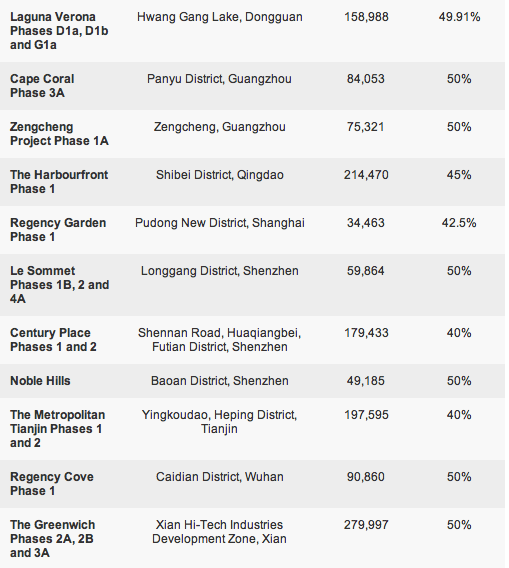 Laguna Verona Hwang Gang Lake, Dongguan 158,988 49.91%
Phases D1a, D1b
and G1a
Cape Coral Panyu District, Guangzhou 84,053 50%
Phase 3A
Zengcheng Zengcheng, Guangzhou 75,321 50%
Project Phase 1A
The Harbourfront Shibei District, Qingdao 214,470 45%
Phase 1
Regency Garden Pudong New District, Shanghai 34,463 42.5%
Phase 1
Le Sommet Longgang District, Shenzhen 59,864 50%
Phases 1B, 2 and
4A
Century Place Shennan Road, Huaqiangbei, 179,433 40%
Phases 1 and 2 Futian District, Shenzhen
Noble Hills Baoan District, Shenzhen 49,185 50%
The Metropolitan Yingkoudao, Heping District, 197,595 40%
Tianjin Phases 1 Tianjin
and 2
Regency Cove Caidian District, Wuhan 90,860 50%
Phase 1
The Greenwich Xian Hi-Tech Industries 279,997 50%
Phases 2A, 2B Development Zone, Xian
and 3A